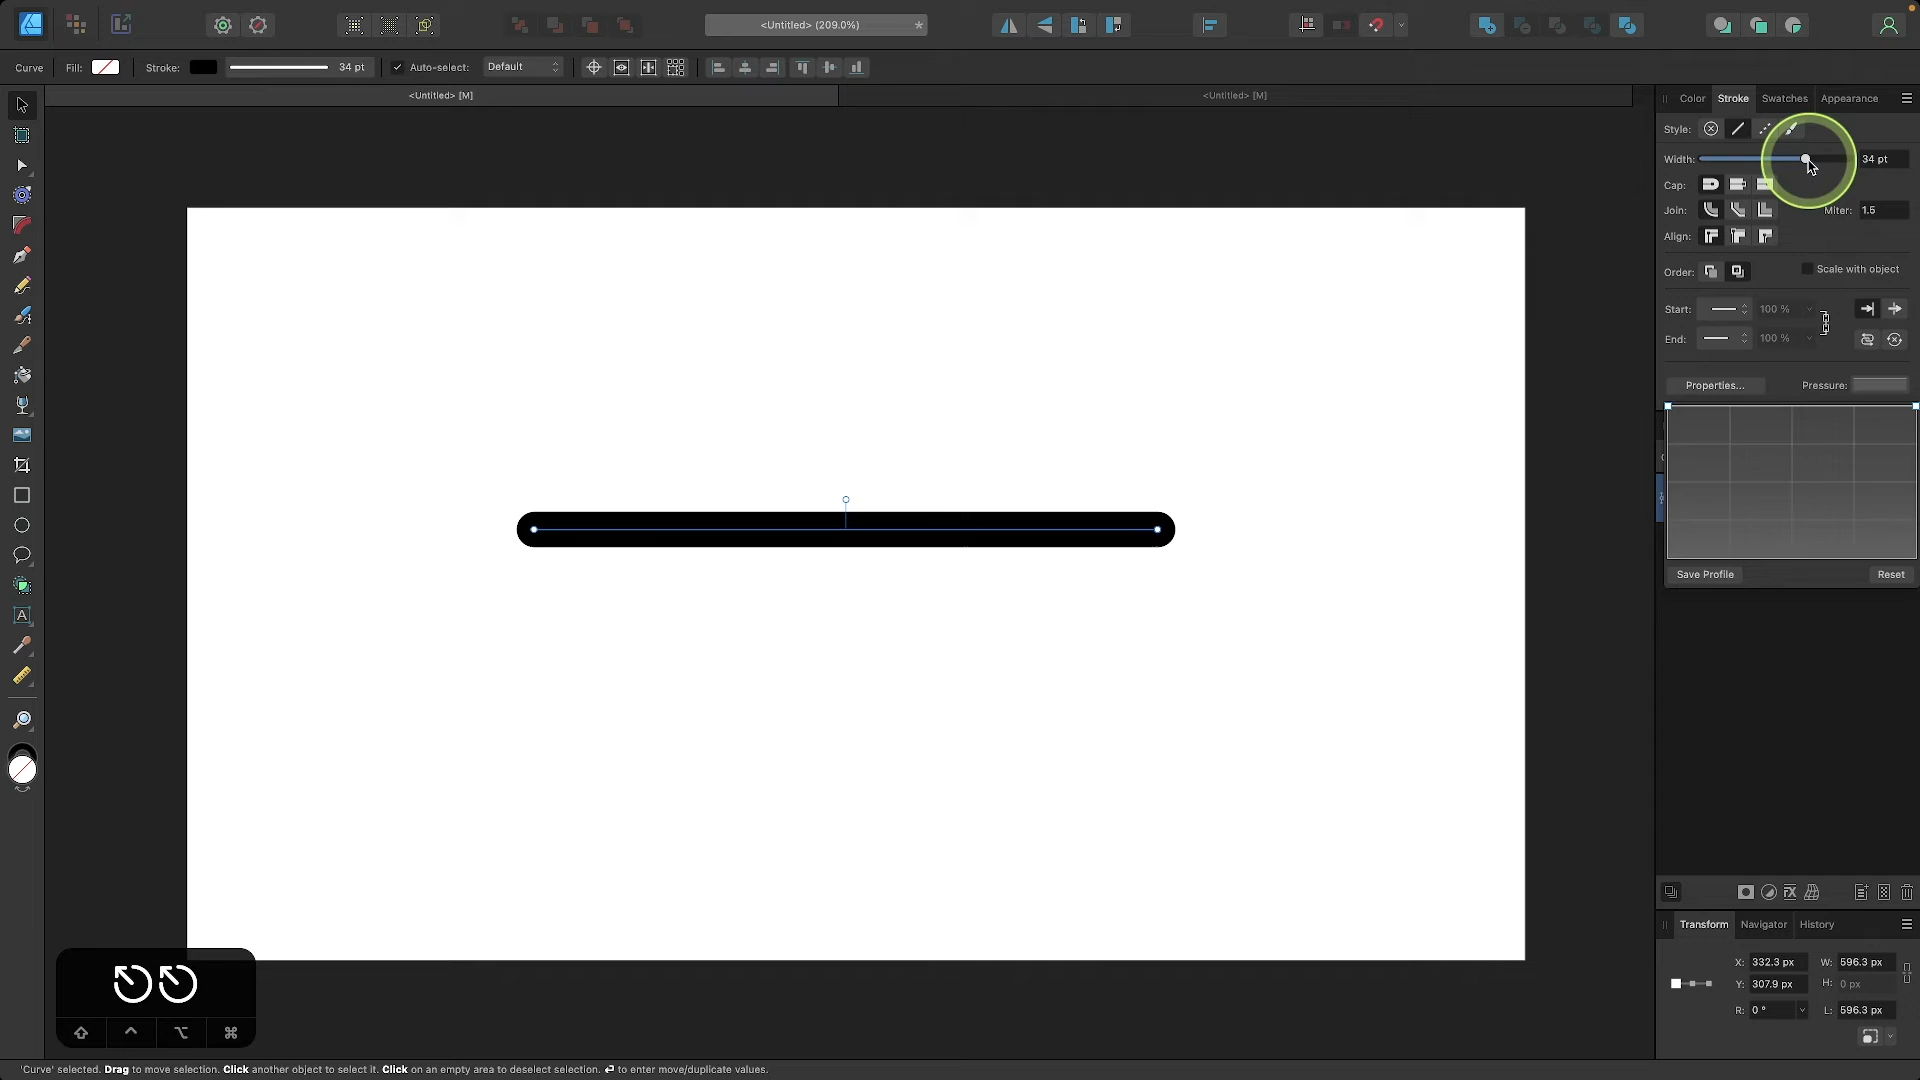 <Untitled> (209.0%)
*
Curve
Fill:
Stroke:
34 pt
Auto-select:
Default
<Untitled> [M]
<Untitled> [M]
Color
Stroke
Swatches
Appearance
Style:
Width:
34 pt
Cap:
Join:
Miter:
1.5
Align:
Order:
Scale with object
Start:
100 %
End:
100 %
Properties...
Pressure:
Save Profile
Reset
Transform
Navigator
History
X:
332.3 px
W:
596.3 px
Y:
307.9 px
H:
0 px
R:
0 °
L:
596.3 px
'Curve' selected. Drag to move selection. Click another object to select it. Click on an empty area to deselect selection. ↵ to enter move/duplicate values.